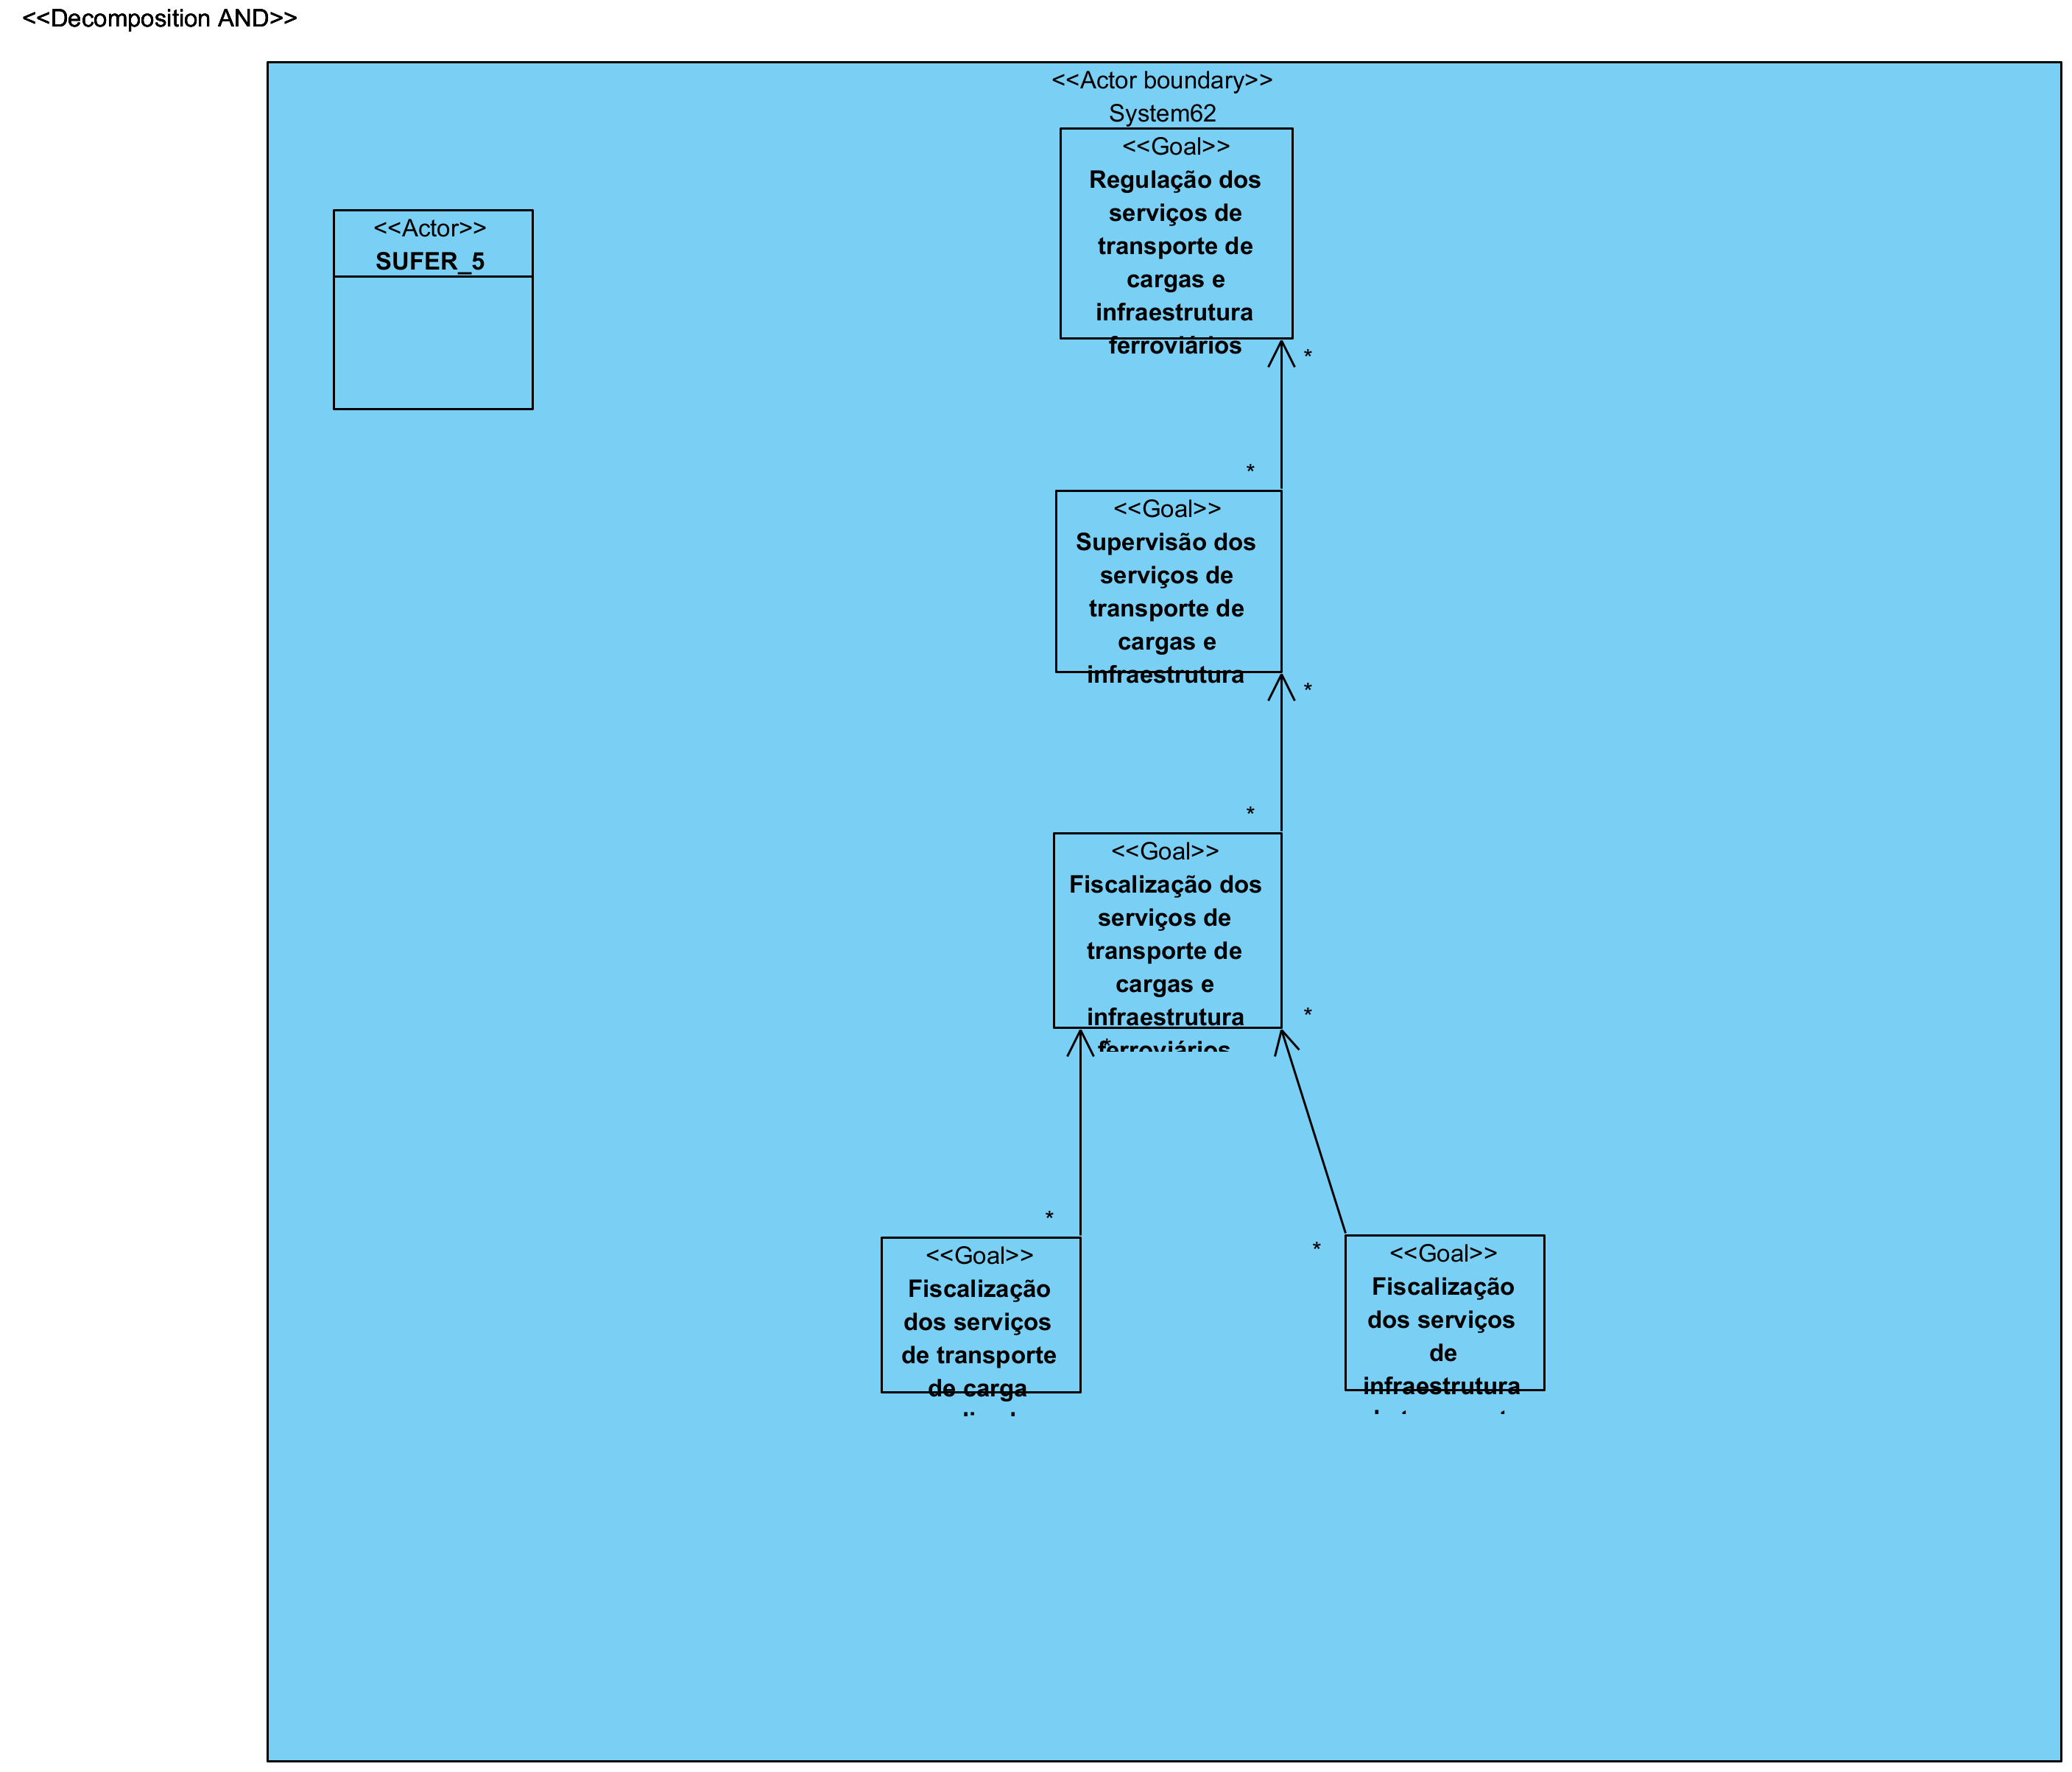 <<Decomposition AND>>
<<Actor boundary>>
System62
<<Actor>>
SUFER_5
<<Goal>>
Regulação dos
serviços de
transporte de
cargas e
infraestrutura
ferroviários
*
*
<<Goal>>
Supervisão dos
serviços de
transporte de
cargas e
infraestrutura
*
*
<<Goal>>
Fiscalização dos
serviços de
transporte de
cargas e
infraestrutura
ferroviários
*
*
*
*
<<Goal>>
Fiscalização
dos serviços
de transporte
de carga
<<Goal>>
Fiscalização
dos serviços
de
infraestrutura